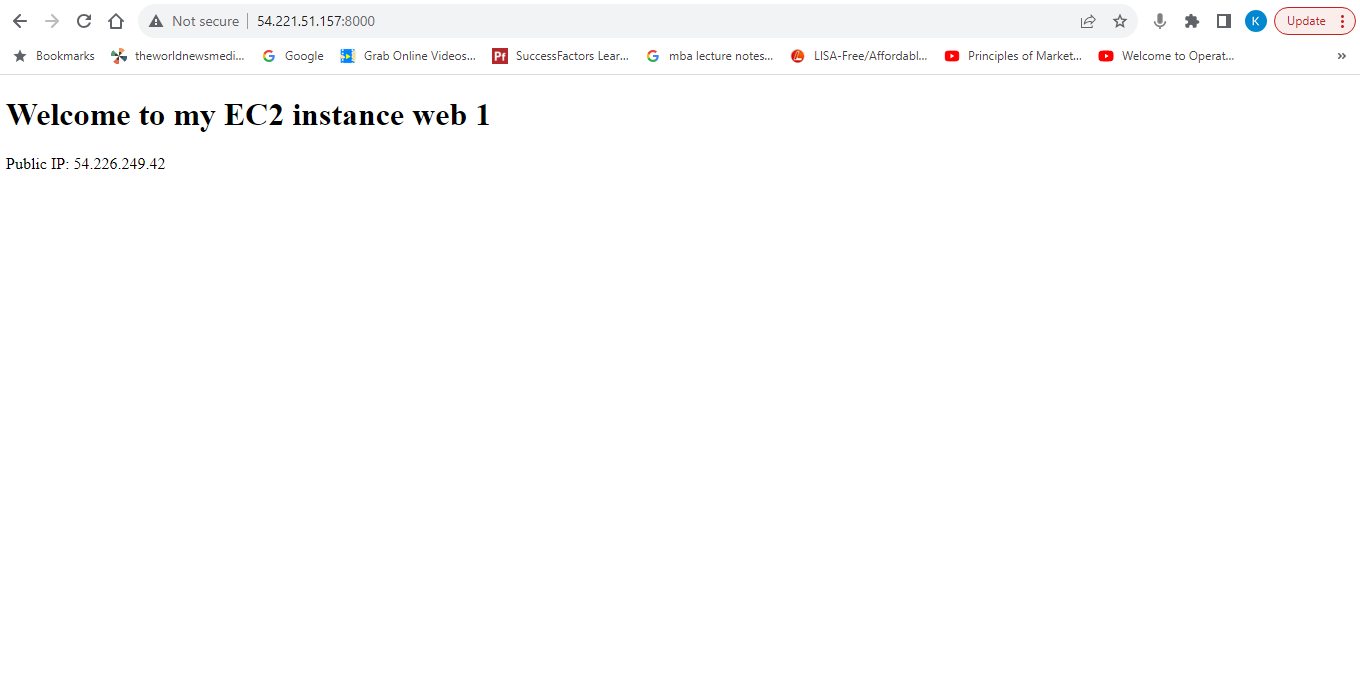 Not secure 54.221.51.157:8000 K Update
Bookmarks theworldnewsmedi... Google Grab Online Videos... Pf SuccessFactors Lear... mba lecture notes... LISA-Free/Affordabl... Principles of Market... Welcome to Operat... »
Welcome to my EC2 instance web 1
Public IP: 54.226.249.42